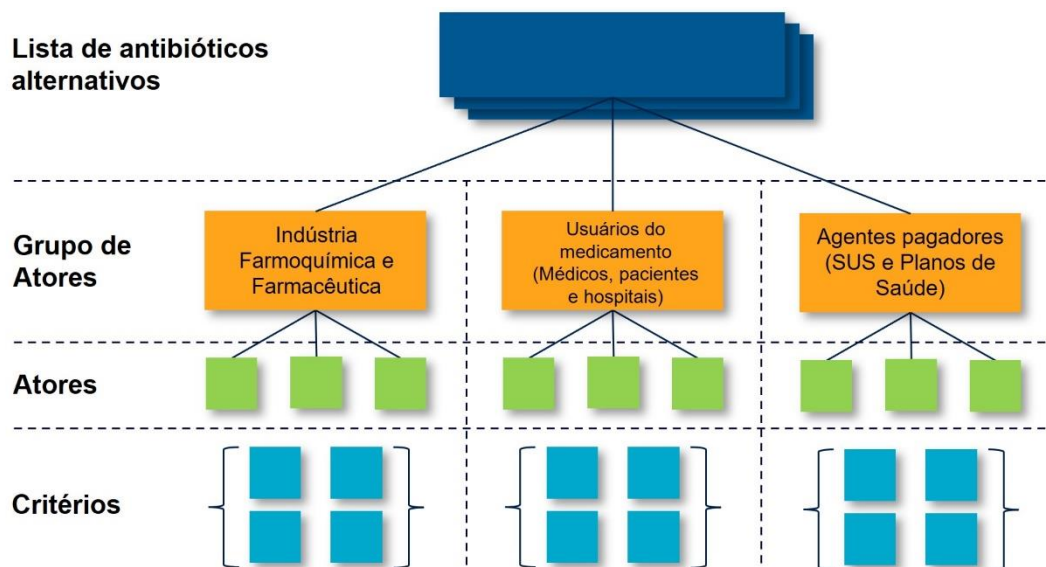 Lista de antibióticos
alternativos
Grupo de
Atores
Indústria
Farmoquímica e
Farmacêutica
Usuários do
medicamento
(Médicos, pacientes
e hospitais)
Agentes pagadores
(SUS e Planos de
Saúde)
Atores
Critérios